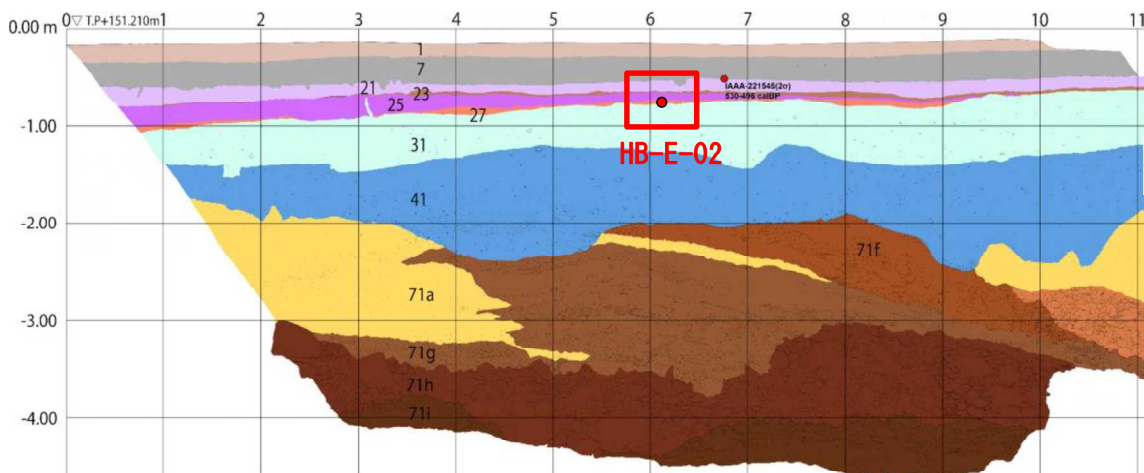 0.00 m 0▽ T.P+151.210m1 2 3 4 5 6 7 8 9 10 11
1
7
21
23
IAAA-221545(2σ)
530-496 calBP
25
27
-1.00
31
HB-E-02
41
-2.00
71f
71a
-3.00
71g
71h
71i
-4.00